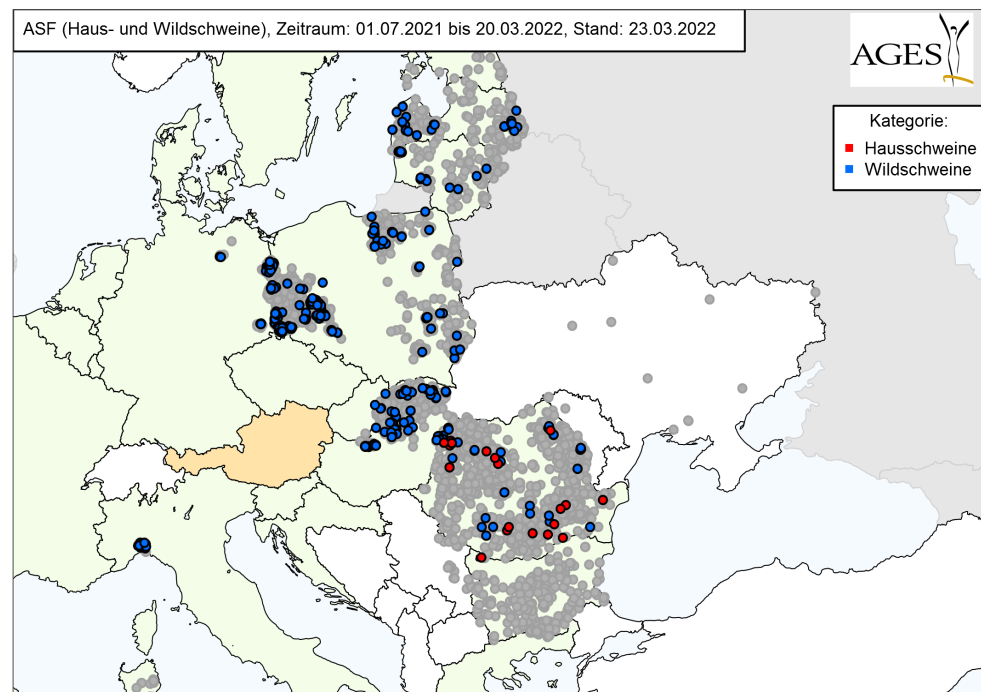 ASF (Haus- und Wildschweine), Zeitraum: 01.07.2021 bis 20.03.2022, Stand: 23.03.2022
AGES
Kategorie:
Hausschweine
Wildschweine